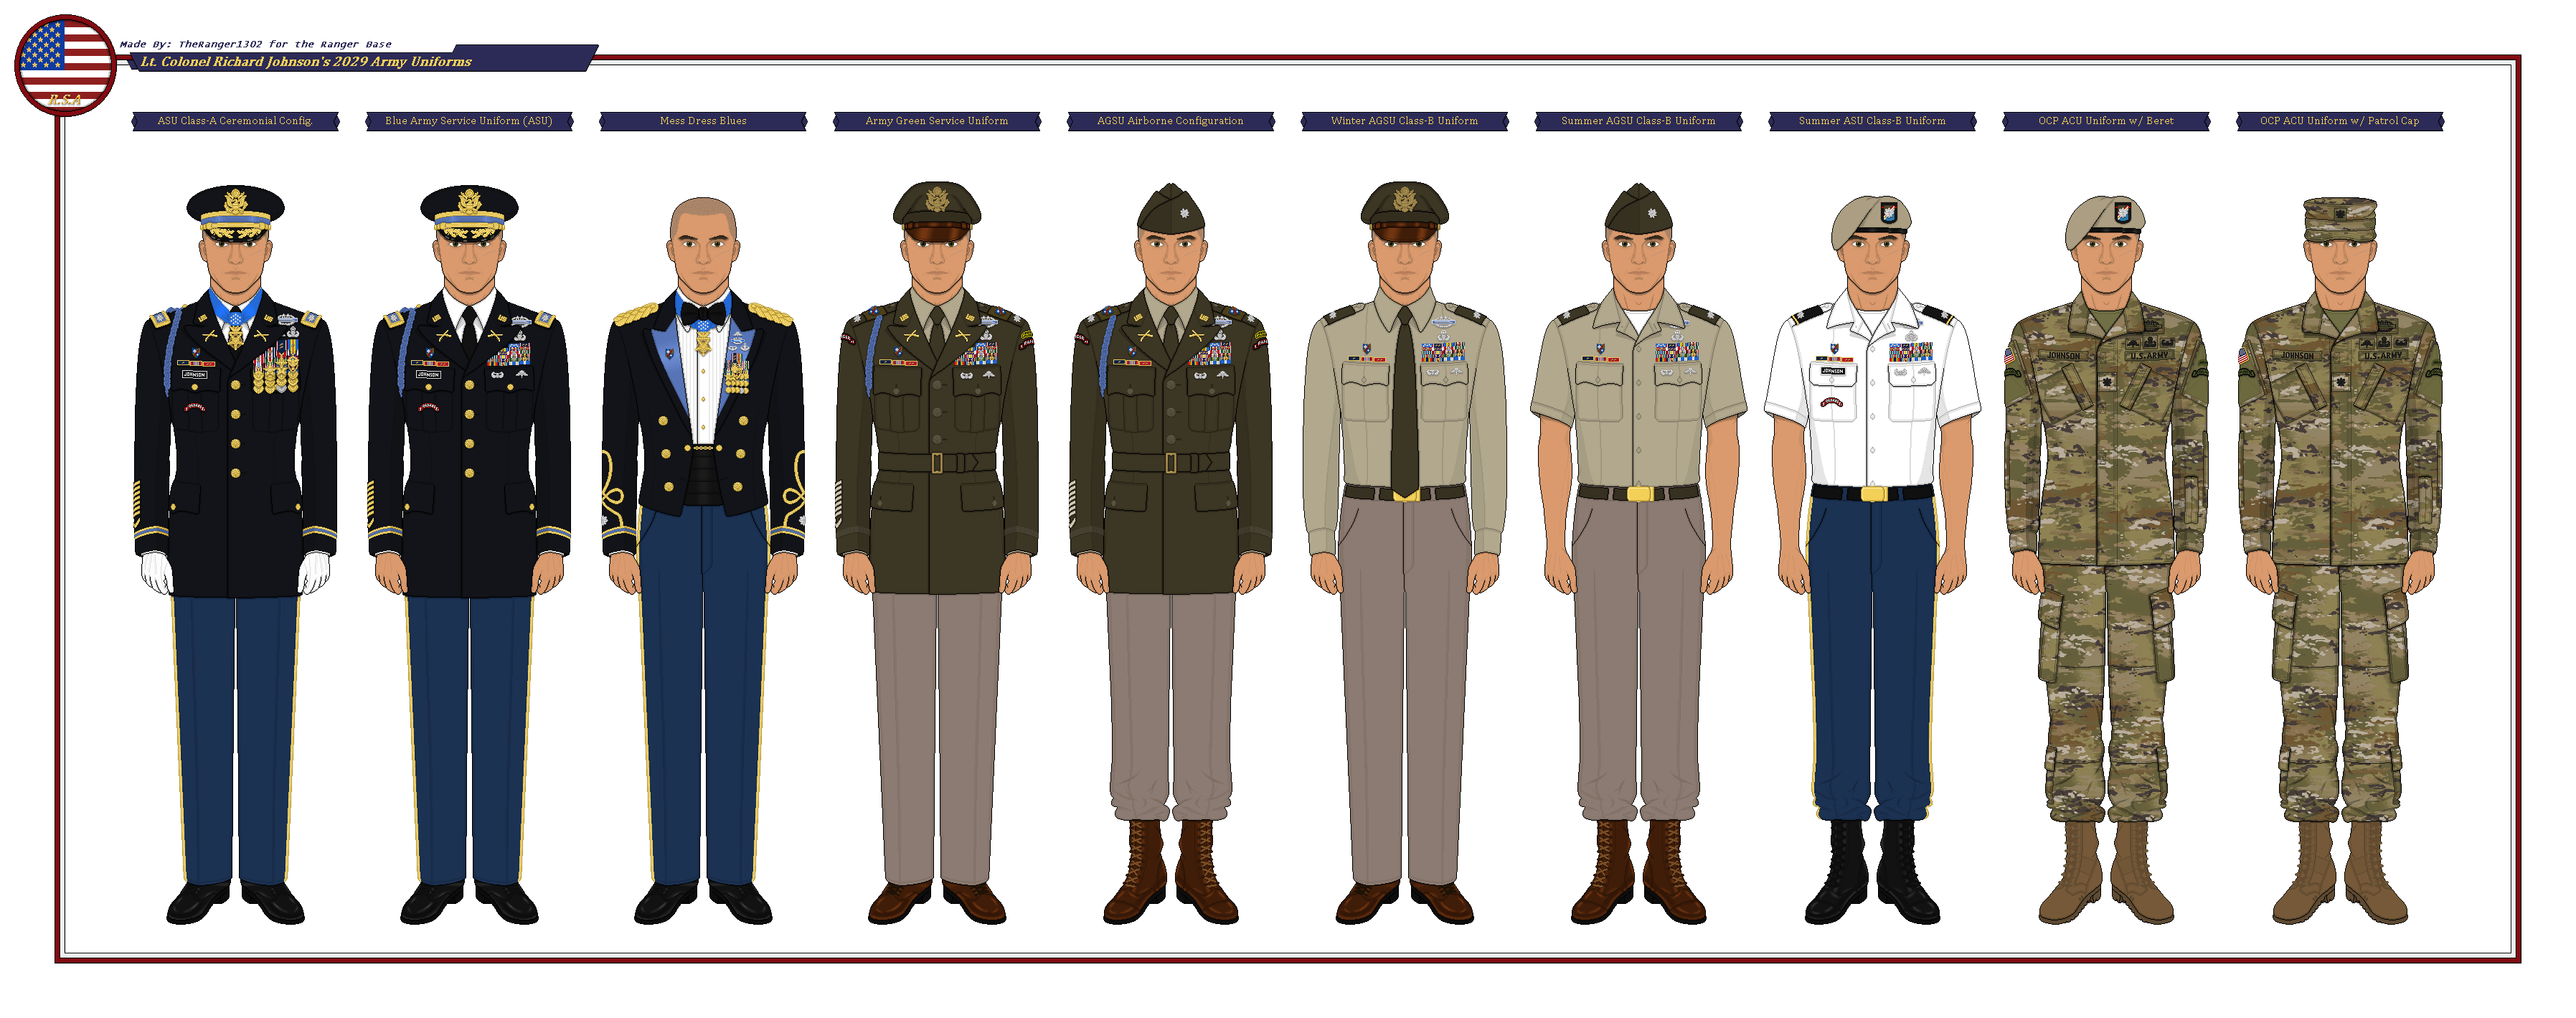 Made By: TheRanger1302 for the Ranger Base
Lt. Colonel Richard Johnson's 2029 Army Uniforms
R.S.A
ASU Class-A Ceremonial Config.
Blue Army Service Uniform (ASU)
Mess Dress Blues
Army Green Service Uniform
AGSU Airborne Configuration
Winter AGSU Class-B Uniform
Summer AGSU Class-B Uniform
Summer ASU Class-B Uniform
OCP ACU Uniform w/ Beret
OCP ACU Uniform w/ Patrol Cap
JOHNSON
JOHNSON
JOHNSON
JOHNSON
U.S.ARMY
JOHNSON
U.S.ARMY